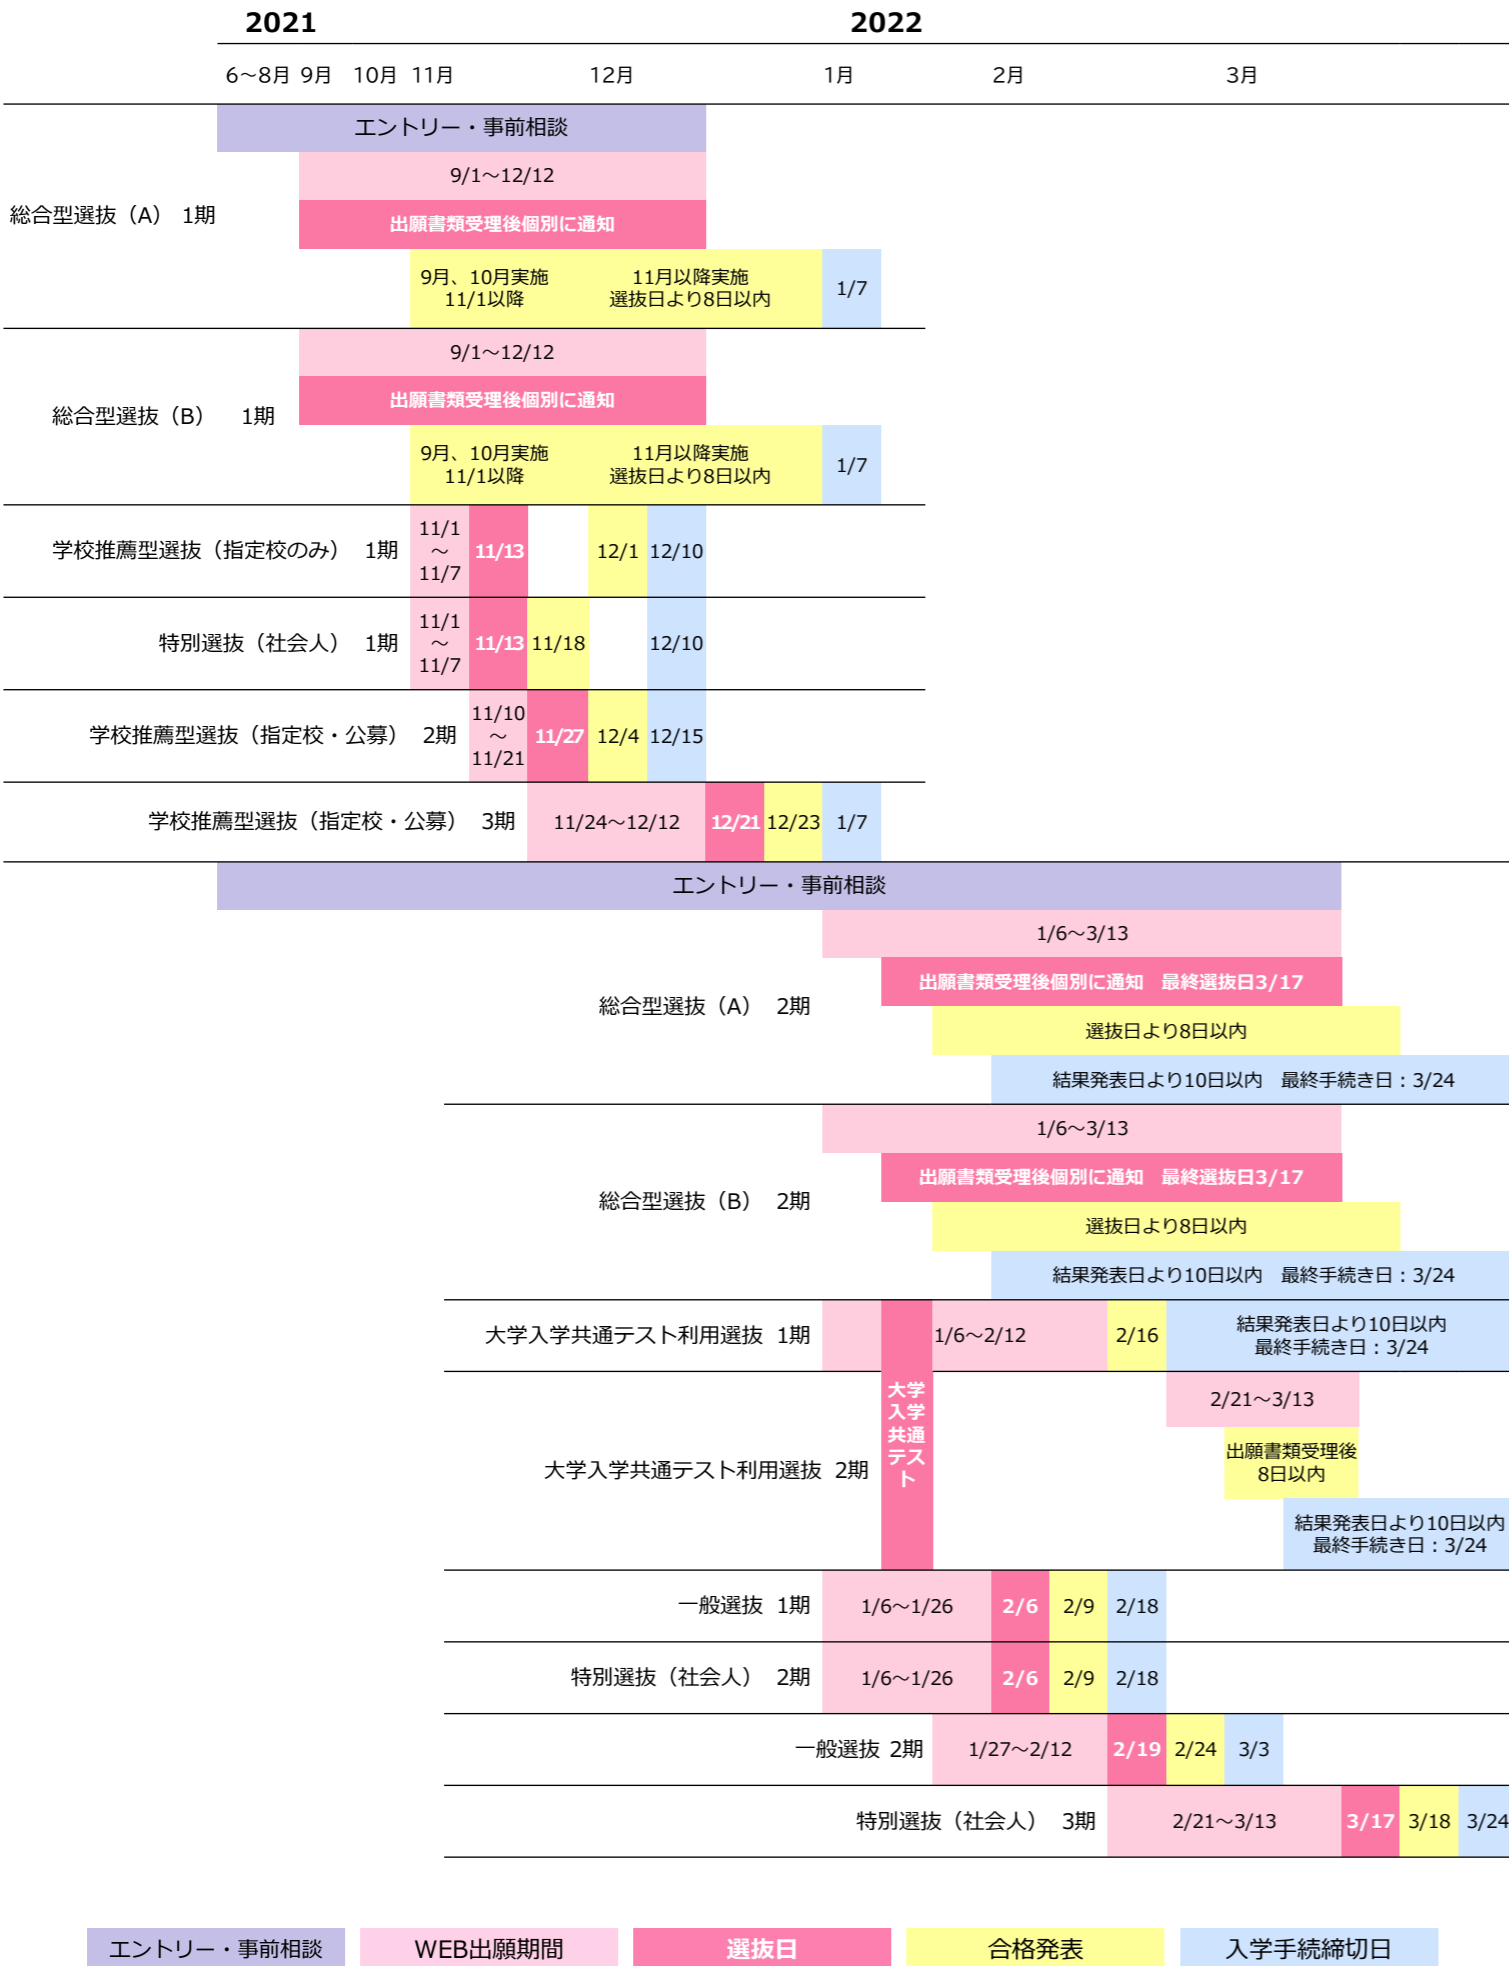 2021
2022
6～8月 9月 10月 11月 12月 1月 2月 3月
エントリー・事前相談
9/1～12/12
総合型選抜（A） 1期
出願書類受理後個別に通知
9月、10月実施
11/1以降
11月以降実施
選抜日より8日以内
1/7
9/1～12/12
出願書類受理後個別に通知
総合型選抜（B） 1期
9月、10月実施
11/1以降
11月以降実施
選抜日より8日以内
1/7
学校推薦型選抜（指定校のみ） 1期
11/1
～
11/7
11/13
12/1
12/10
特別選抜（社会人） 1期
11/1
～
11/7
11/13
11/18
12/10
学校推薦型選抜（指定校・公募） 2期
11/10
～
11/21
11/27
12/4
12/15
学校推薦型選抜（指定校・公募） 3期
11/24～12/12
12/21
12/23
1/7
エントリー・事前相談
1/6～3/13
出願書類受理後個別に通知 最終選抜日3/17
総合型選抜（A） 2期
選抜日より8日以内
結果発表日より10日以内 最終手続き日：3/24
1/6～3/13
出願書類受理後個別に通知 最終選抜日3/17
総合型選抜（B） 2期
選抜日より8日以内
結果発表日より10日以内 最終手続き日：3/24
大学入学共通テスト利用選抜 1期
1/6～2/12
2/16
結果発表日より10日以内
最終手続き日：3/24
大学
入学
共通
テス
ト
2/21～3/13
大学入学共通テスト利用選抜 2期
出願書類受理後
8日以内
結果発表日より10日以内
最終手続き日：3/24
一般選抜 1期
1/6～1/26
2/6
2/9
2/18
特別選抜（社会人） 2期
1/6～1/26
2/6
2/9
2/18
一般選抜 2期
1/27～2/12
2/19
2/24
3/3
特別選抜（社会人） 3期
2/21～3/13
3/17
3/18
3/24
エントリー・事前相談
WEB出願期間
選抜日
合格発表
入学手続締切日